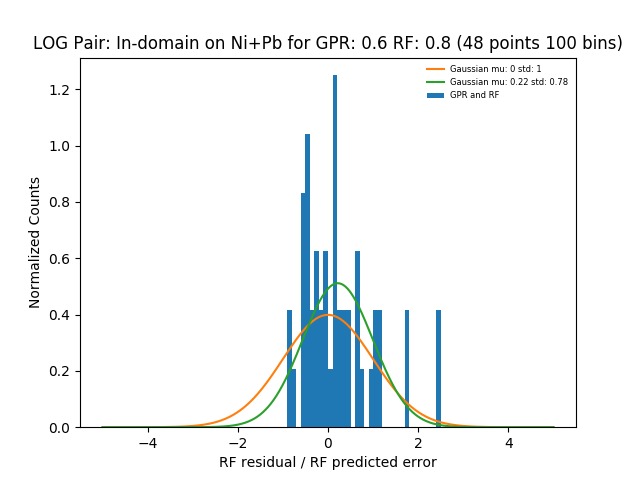 LOG Pair: In-domain on Ni+Pb for GPR: 0.6 RF: 0.8 (48 points 100 bins)
Gaussian mu: 0 std: 1
Gaussian mu: 0.22 std: 0.78
GPR and RF
Normalized Counts
1.2
1.0
0.8
0.6
0.4
0.2
0.0
−4
−2
0
2
4
RF residual / RF predicted error